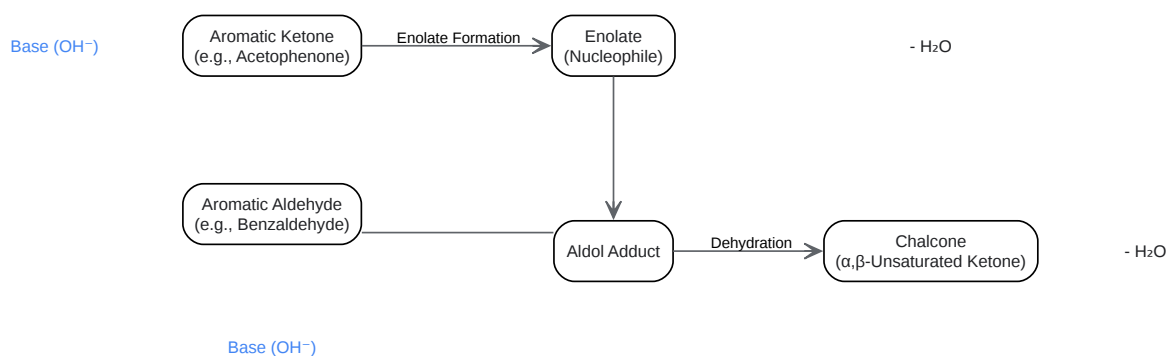 Base (OH⁻)
Aromatic Ketone
(e.g., Acetophenone)
Enolate Formation
Enolate
(Nucleophile)
- H₂O
Aromatic Aldehyde
(e.g., Benzaldehyde)
Aldol Adduct
Dehydration
Chalcone
(α,β-Unsaturated Ketone)
- H₂O
Base (OH⁻)